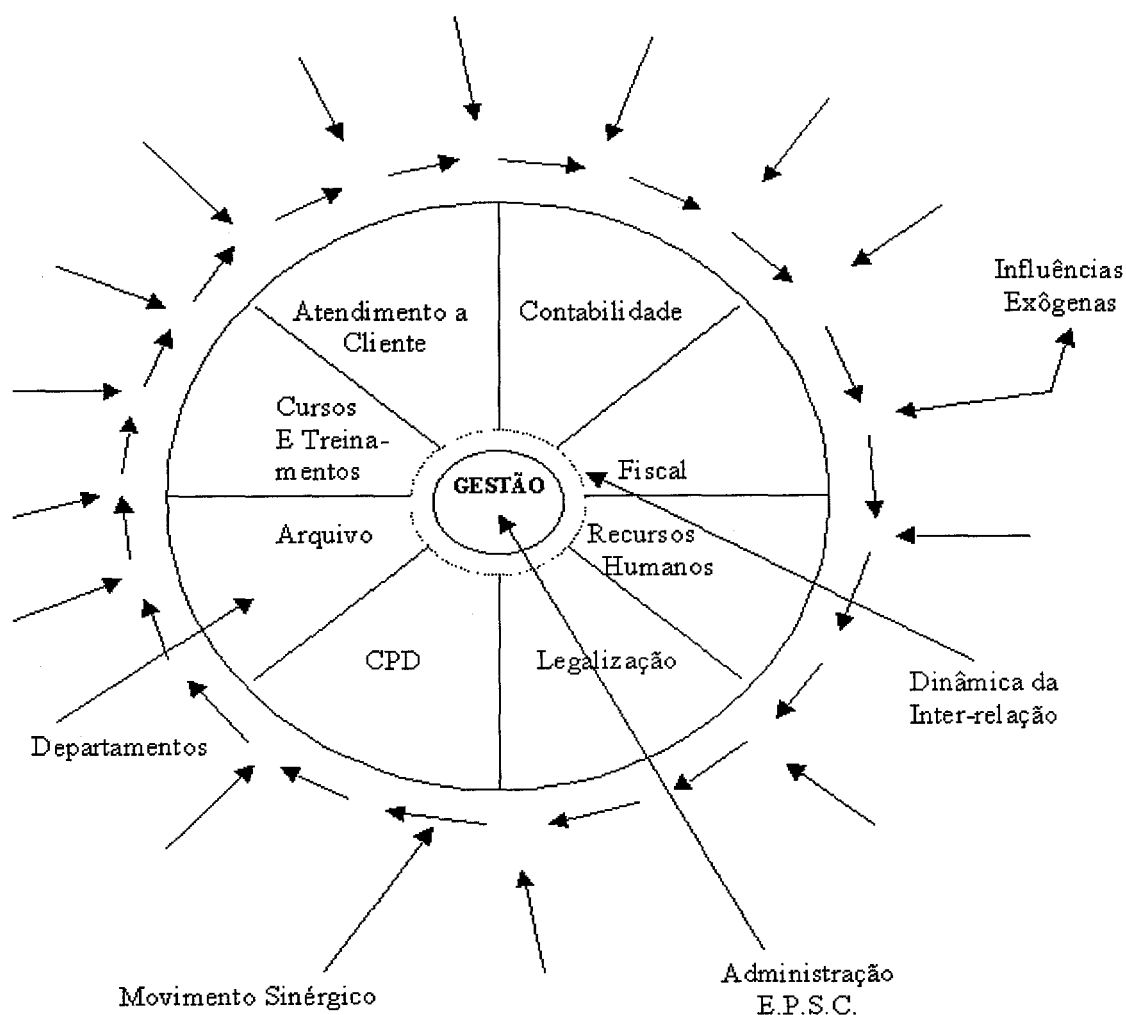 Influências
Exôgenas
Atendimento a
Cliente
Contabilidade
Cursos
E Treina-
mentos
GESTÃO
Fiscal
Arquivo
Recursos
Humanos
CPD
Legalização
Dinâmica da
Inter-relação
Departamentos
Administração
E.P.S.C.
Movimento Sinérgico